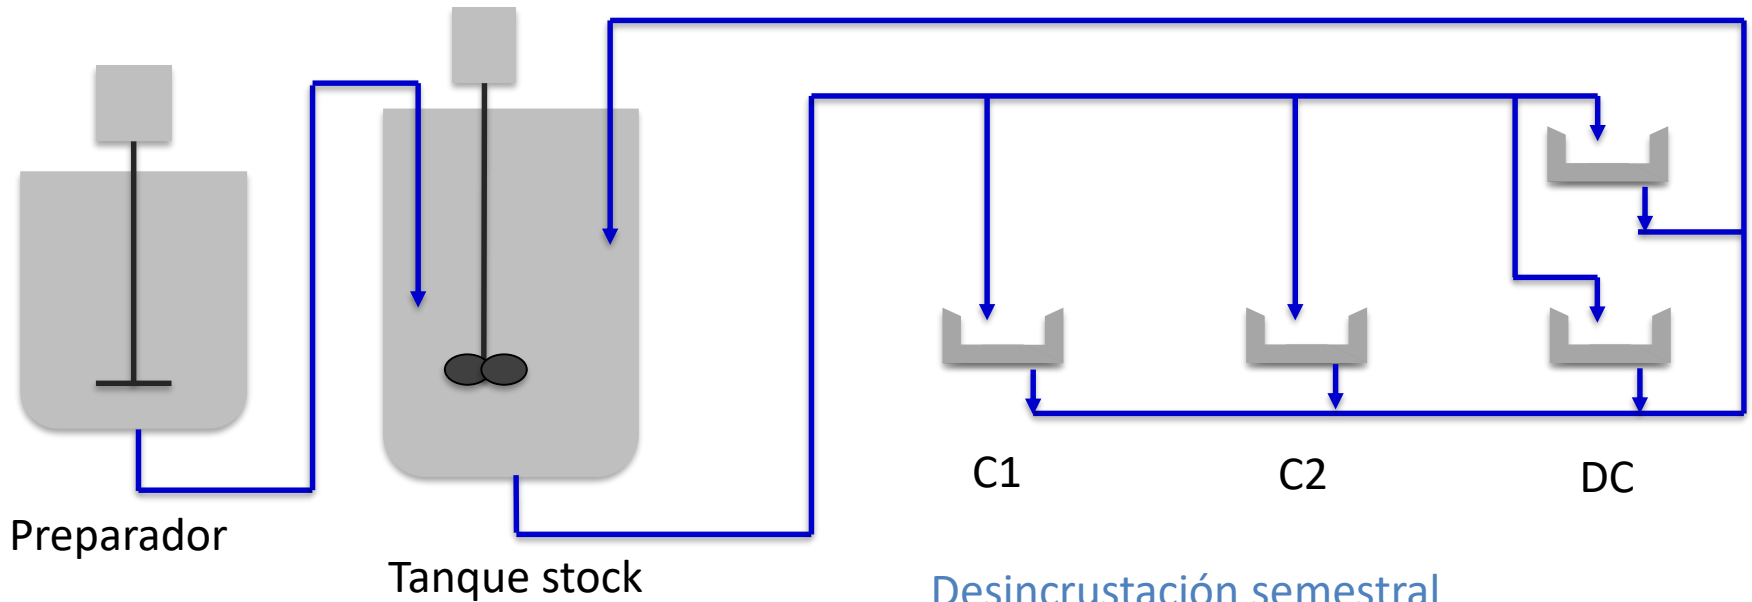 C1
C2
DC
Preparador
Tanque stock
Desincrustación semestral